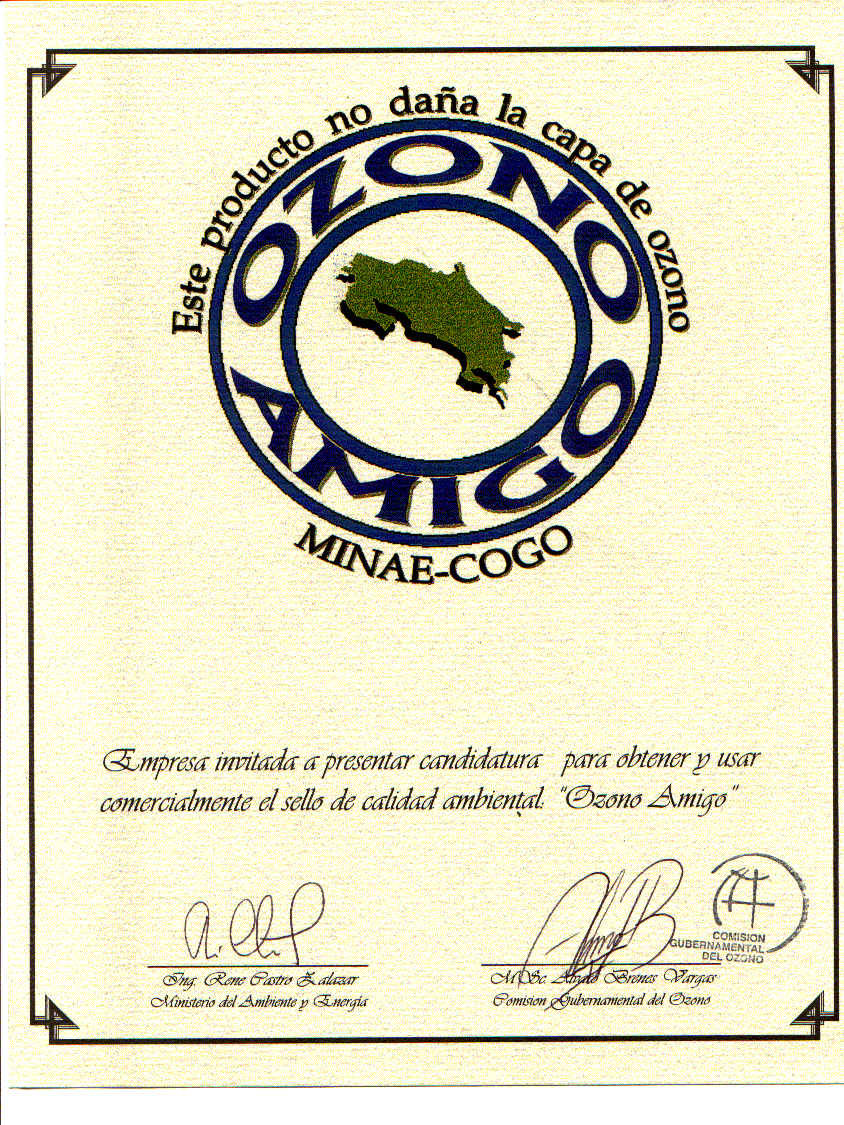 Este producto no daña la capa de ozono
OZONO
AMIGO
MINAE-COGO
Empresa invitada a presentar candidatura para obtener y usar
comercialmente el sello de calidad ambiental: "Ozono Amigo"
COMISION
GUBERNAMENTAL
DEL OZONO
Ing. Rene Castro Zalazar
Ministerio del Ambiente y Energía
M.Sc. Alvaro Brenes Vargas
Comision Gubernamental del Ozono